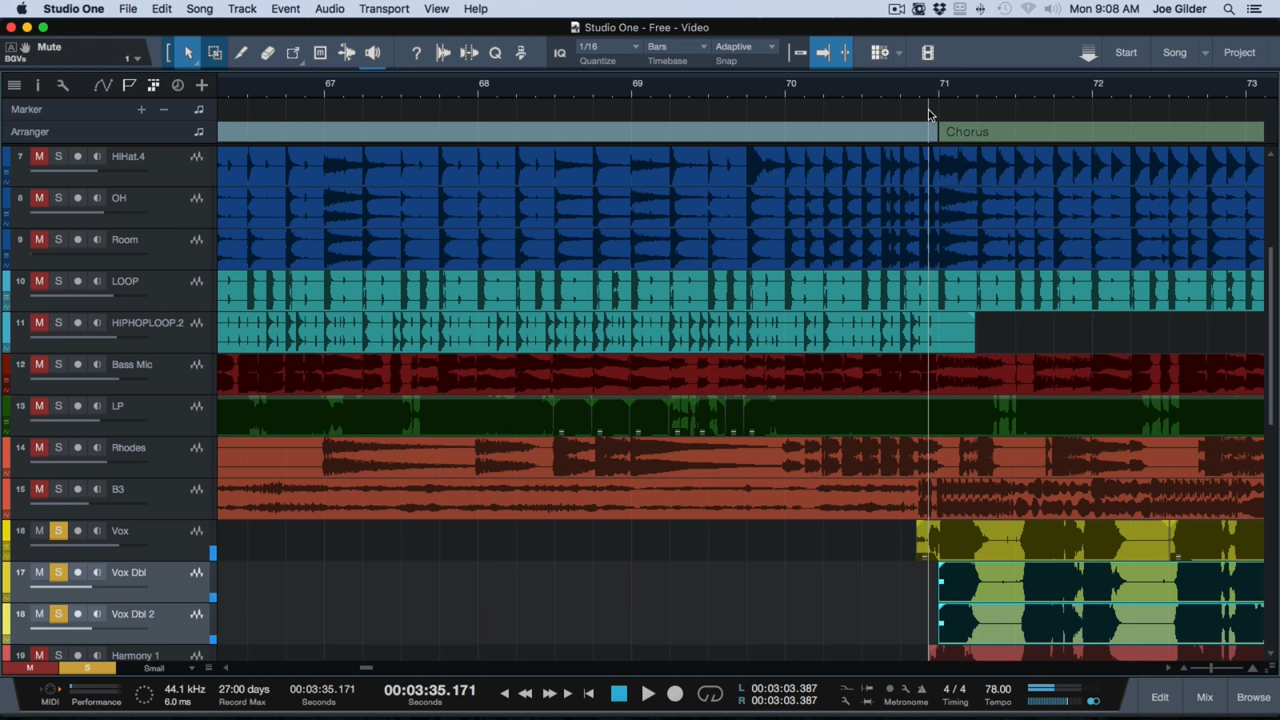 Studio One File Edit Song Track Event Audio Transport View Help Mon 9:08 AM Joe Gilder
Studio One - Free - Video
A Mute
BGVs 1
? Q IQ 1/16 Bars Adaptive Start Song Project
Quantize Timebase Snap
i 67 68 69 70 71 72 73
Marker + −
Arranger Chorus
7 M S HiHat.4
8 M S OH
9 M S Room
10 M S LOOP
11 M S HIPHOPLOOP.2
12 M S Bass Mic
13 M S LP
14 M S Rhodes
15 M S B3
16 M S Vox
17 M S Vox Dbl
18 M S Vox Dbl 2
19 Harmony 1
M S Small
44.1 kHz 27:00 days 00:03:35.171 00:03:35.171 L 00:03:03.387 4 / 4 78.00 Edit Mix Browse
MIDI Performance 6.0 ms Record Max Seconds Seconds R 00:03:03.387 Metronome Timing Tempo